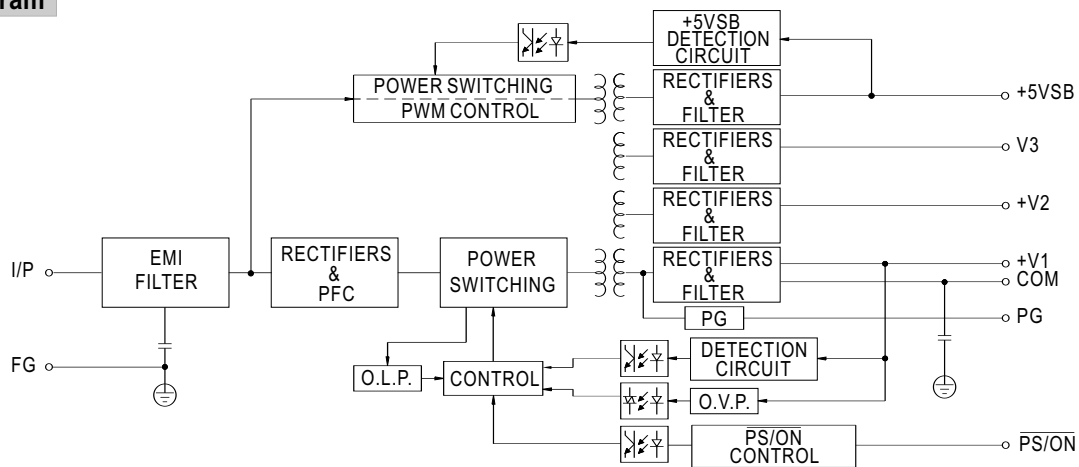 ram
+5VSB
DETECTION
CIRCUIT
POWER SWITCHING
PWM CONTROL
RECTIFIERS
&
FILTER
+5VSB
RECTIFIERS
&
FILTER
V3
RECTIFIERS
&
FILTER
+V2
I/P
EMI
FILTER
RECTIFIERS
&
PFC
POWER
SWITCHING
RECTIFIERS
&
FILTER
+V1
COM
PG
PG
FG
O.L.P.
CONTROL
DETECTION
CIRCUIT
O.V.P.
PS/ON
CONTROL
PS/ON